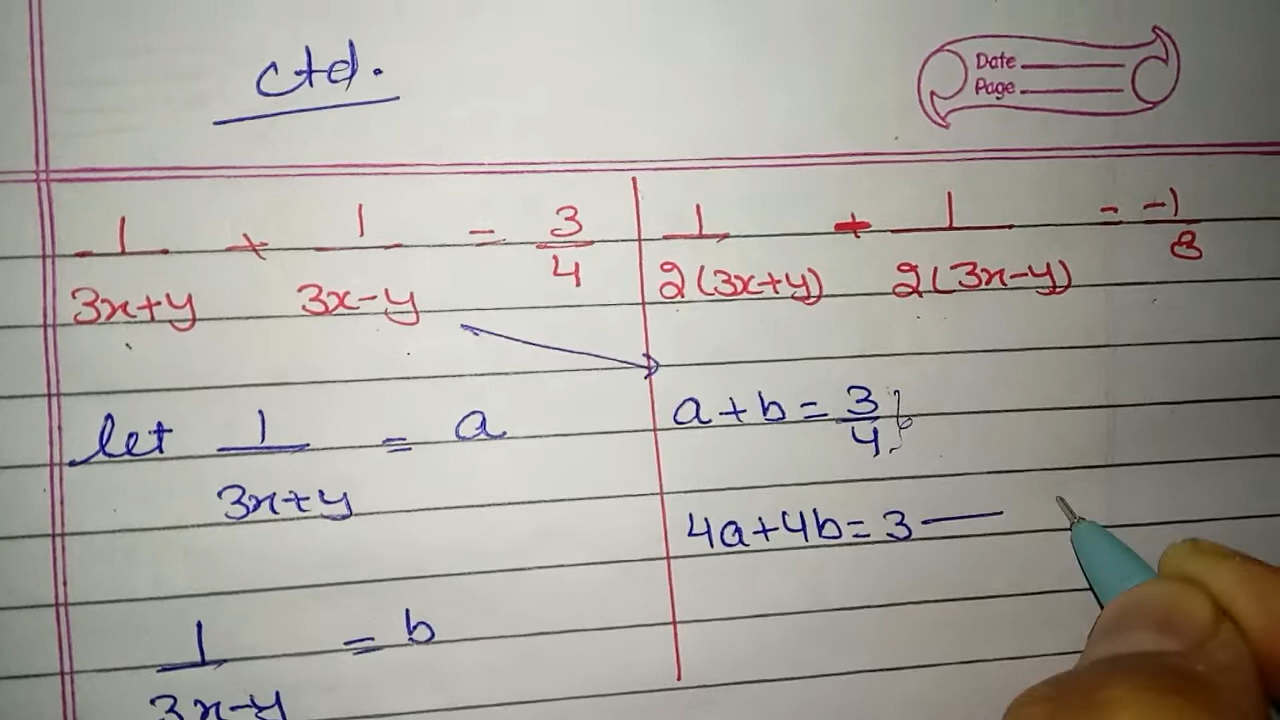 ctd.
Date
Page
1/(3x+y) + 1/(3x-y) = 3/4
1/(2(3x+y)) + 1/(2(3x-y)) = -1/8
let 1/(3x+y) = a
a+b = 3/4
4a+4b=3—
1/(3x-y) = b